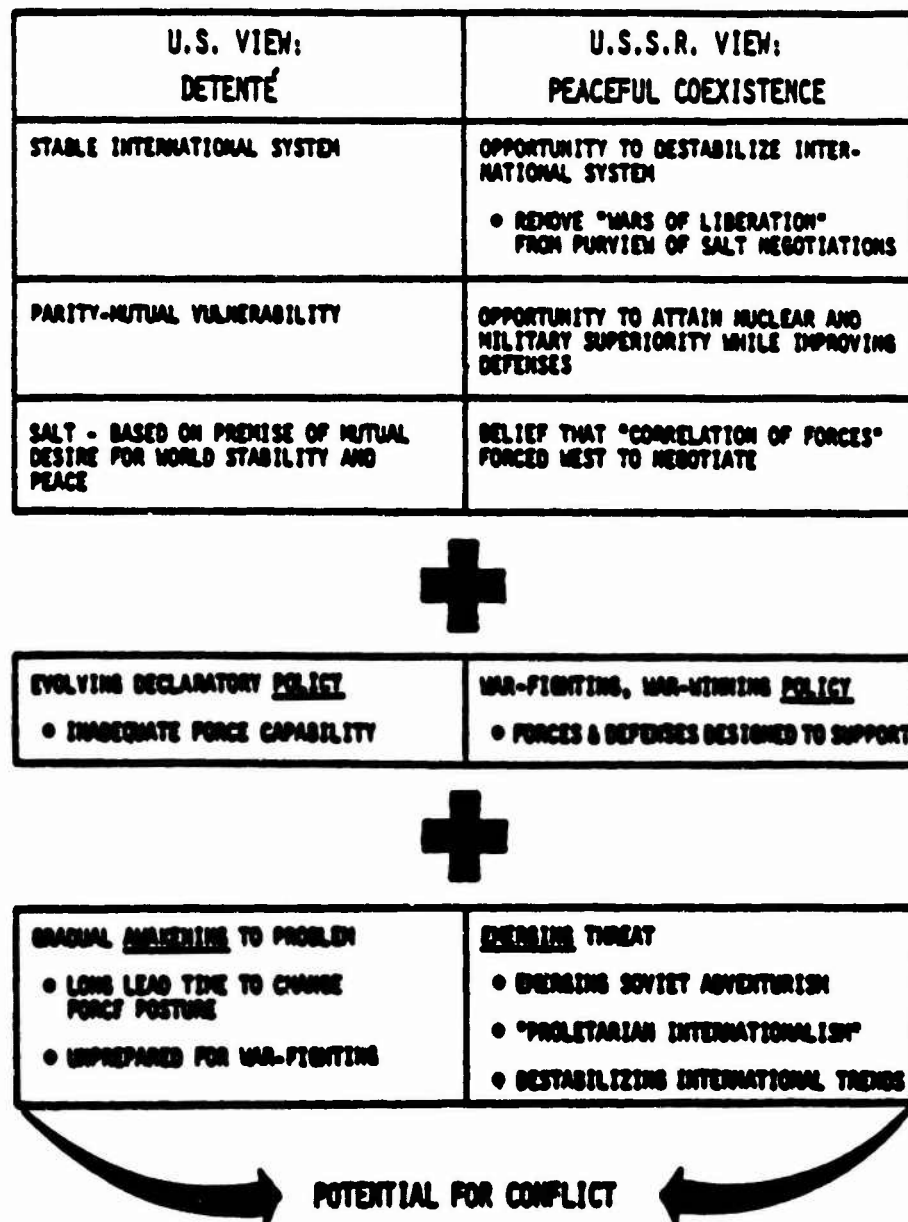 U.S. VIEW:
DETENTÉ
U.S.S.R. VIEW:
PEACEFUL COEXISTENCE
STABLE INTERNATIONAL SYSTEM
OPPORTUNITY TO DESTABILIZE INTER-
NATIONAL SYSTEM
• REMOVE "WARS OF LIBERATION"
FROM PURVIEW OF SALT NEGOTIATIONS
PARITY-MUTUAL VULNERABILITY
OPPORTUNITY TO ATTAIN NUCLEAR AND
MILITARY SUPERIORITY WHILE IMPROVING
DEFENSES
SALT - BASED ON PREMISE OF MUTUAL
DESIRE FOR WORLD STABILITY AND
PEACE
BELIEF THAT "CORRELATION OF FORCES"
FORCED WEST TO NEGOTIATE
EVOLVING DECLARATORY POLICY
• INADEQUATE FORCE CAPABILITY
WAR-FIGHTING, WAR-WINNING POLICY
• FORCES & DEFENSES DESIGNED TO SUPPORT
GRADUAL AWAKENING TO PROBLEM
• LONG LEAD TIME TO CHANGE
FORCE POSTURE
• UNPREPARED FOR WAR-FIGHTING
EMERGING THREAT
• EMERGING SOVIET ADVENTURISM
• "PROLETARIAN INTERNATIONALISM"
• DESTABILIZING INTERNATIONAL TRENDS
POTENTIAL FOR CONFLICT